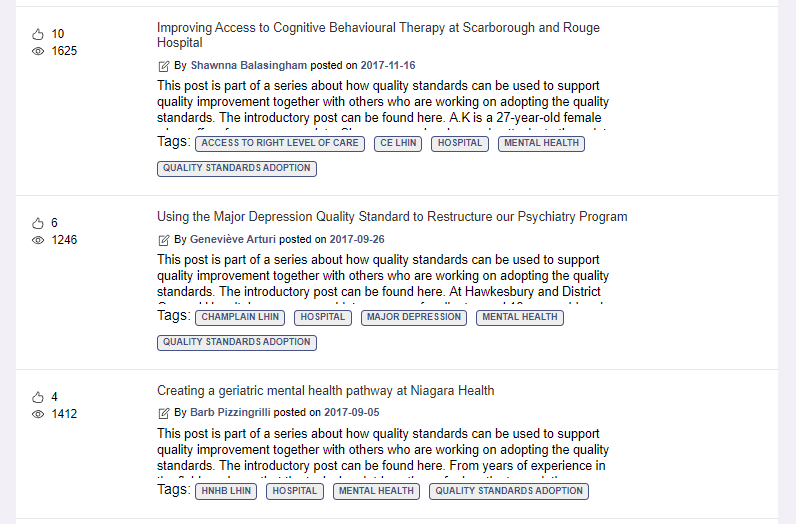 10
1625
Improving Access to Cognitive Behavioural Therapy at Scarborough and Rouge
Hospital
By Shawnna Balasingham posted on 2017-11-16
This post is part of a series about how quality standards can be used to support
quality improvement together with others who are working on adopting the quality
standards. The introductory post can be found here. A.K is a 27-year-old female
Tags: ACCESS TO RIGHT LEVEL OF CARE CE LHIN HOSPITAL MENTAL HEALTH
QUALITY STANDARDS ADOPTION
6
1246
Using the Major Depression Quality Standard to Restructure our Psychiatry Program
By Geneviève Arturi posted on 2017-09-26
This post is part of a series about how quality standards can be used to support
quality improvement together with others who are working on adopting the quality
standards. The introductory post can be found here. At Hawkesbury and District
Tags: CHAMPLAIN LHIN HOSPITAL MAJOR DEPRESSION MENTAL HEALTH
QUALITY STANDARDS ADOPTION
4
1412
Creating a geriatric mental health pathway at Niagara Health
By Barb Pizzingrilli posted on 2017-09-05
This post is part of a series about how quality standards can be used to support
quality improvement together with others who are working on adopting the quality
standards. The introductory post can be found here. From years of experience in
Tags: HNHB LHIN HOSPITAL MENTAL HEALTH QUALITY STANDARDS ADOPTION